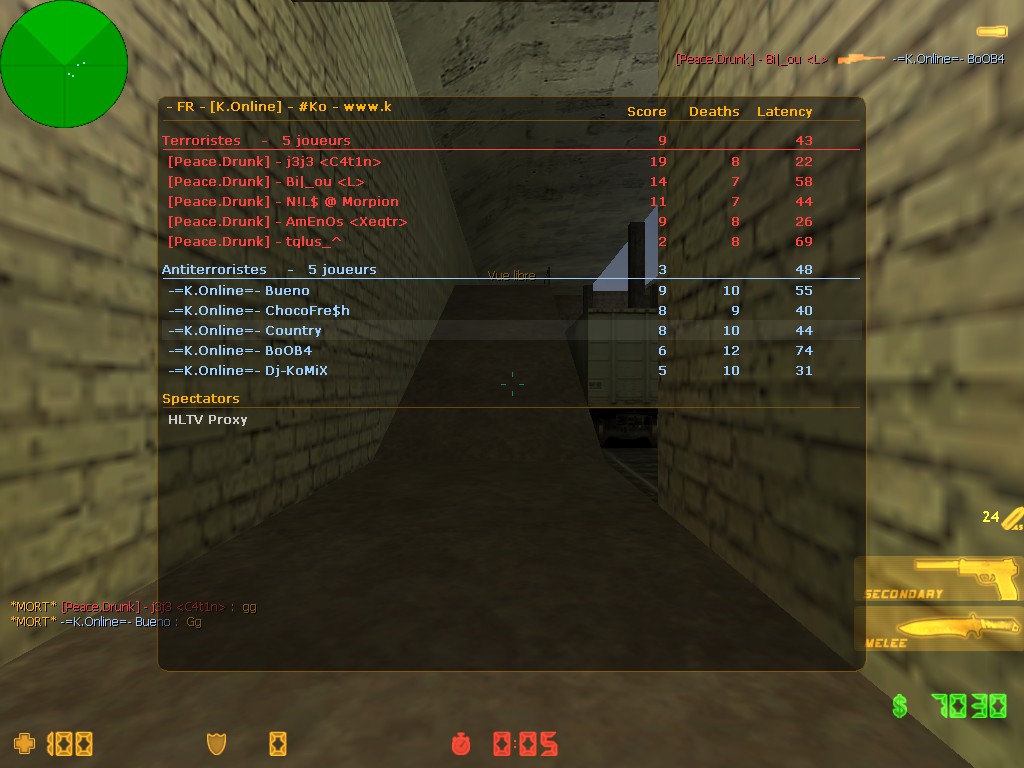 [Peace.Drunk] - Bi|_ou <L> -=K.Online=- BoOB4
- FR - [K.Online] - #Ko - www.k
Score Deaths Latency
Terroristes - 5 joueurs 9 43
[Peace.Drunk] - j3j3 <C4t1n> 19 8 22
[Peace.Drunk] - Bi|_ou <L> 14 7 58
[Peace.Drunk] - N!L$ @ Morpion 11 7 44
[Peace.Drunk] - AmEnOs <Xeqtr> 9 8 26
[Peace.Drunk] - tqlus_^ 2 8 69
Antiterroristes - 5 joueurs 3 48
Vue libre
-=K.Online=- Bueno 9 10 55
-=K.Online=- ChocoFre$h 8 9 40
-=K.Online=- Country 8 10 44
-=K.Online=- BoOB4 6 12 74
-=K.Online=- Dj-KoMiX 5 10 31
Spectators
HLTV Proxy
24
SECONDARY
*MORT* [Peace.Drunk] - j3j3 <C4t1n> : gg
*MORT* -=K.Online=- Bueno : Gg
MELEE
$ 7030
100 0 0:05